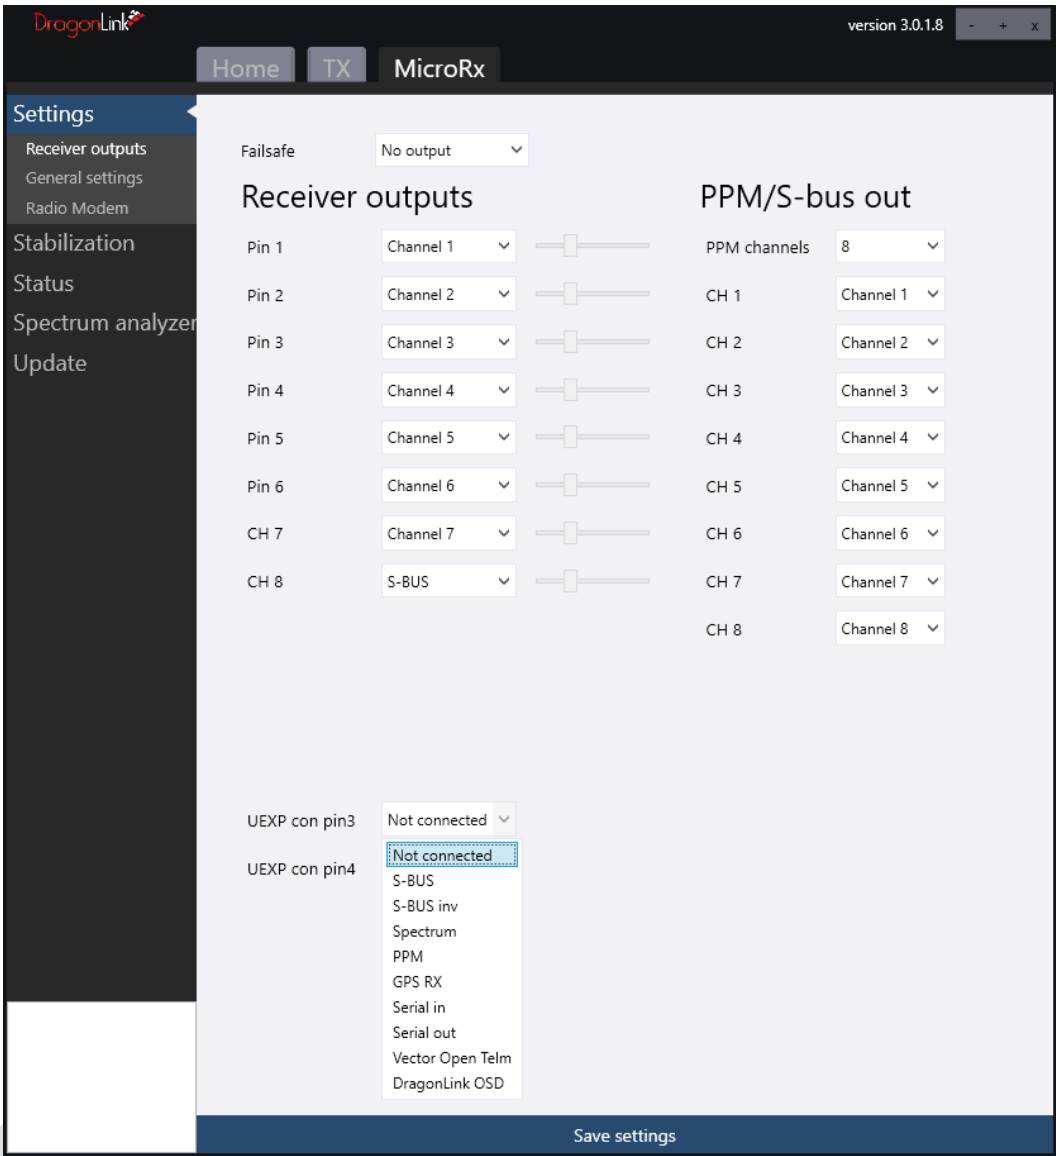 DragonLink
version 3.0.1.8
- + x
Home TX MicroRx
Settings
Receiver outputs
General settings
Radio Modem
Stabilization
Status
Spectrum analyzer
Update
Failsafe No output
Receiver outputs
Pin 1 Channel 1
Pin 2 Channel 2
Pin 3 Channel 3
Pin 4 Channel 4
Pin 5 Channel 5
Pin 6 Channel 6
CH 7 Channel 7
CH 8 S-BUS
PPM/S-bus out
PPM channels 8
CH 1 Channel 1
CH 2 Channel 2
CH 3 Channel 3
CH 4 Channel 4
CH 5 Channel 5
CH 6 Channel 6
CH 7 Channel 7
CH 8 Channel 8
UEXP con pin3 Not connected
UEXP con pin4
Not connected
S-BUS
S-BUS inv
Spectrum
PPM
GPS RX
Serial in
Serial out
Vector Open Telm
DragonLink OSD
Save settings